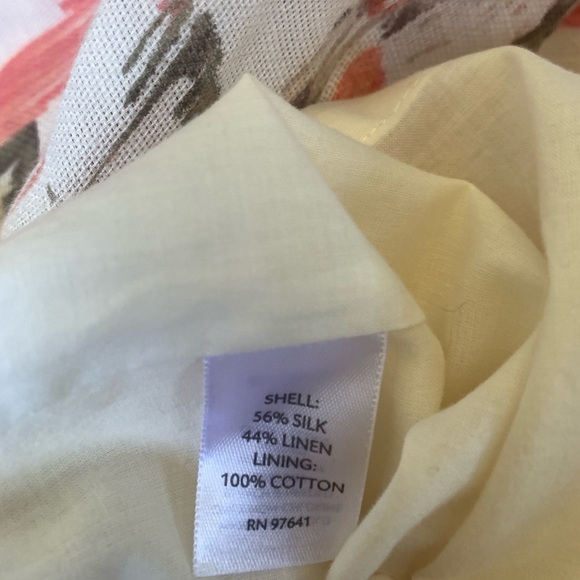 SHELL:
56% SILK
44% LINEN
LINING:
100% COTTON
RN 97641